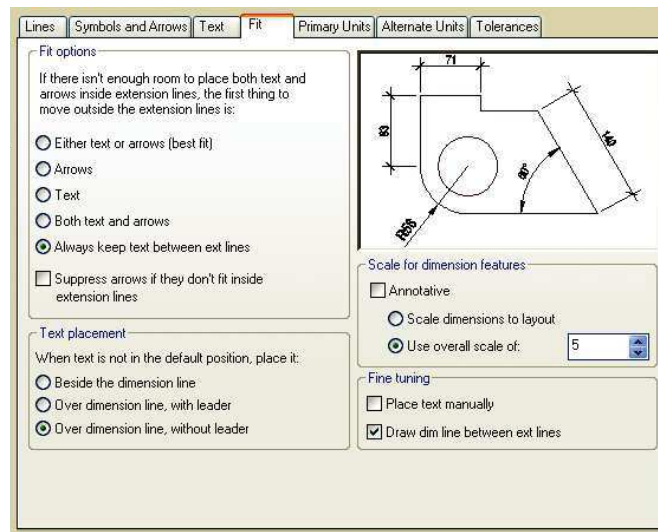 Lines Symbols and Arrows Text Fit Primary Units Alternate Units Tolerances
Fit options
If there isn't enough room to place both text and
arrows inside extension lines, the first thing to
move outside the extension lines is:
Either text or arrows (best fit)
Arrows
Text
Both text and arrows
Always keep text between ext lines
Suppress arrows if they don't fit inside
extension lines
Text placement
When text is not in the default position, place it:
Beside the dimension line
Over dimension line, with leader
Over dimension line, without leader
71
83
140
60°
R56
Scale for dimension features
Annotative
Scale dimensions to layout
Use overall scale of: 5
Fine tuning
Place text manually
Draw dim line between ext lines